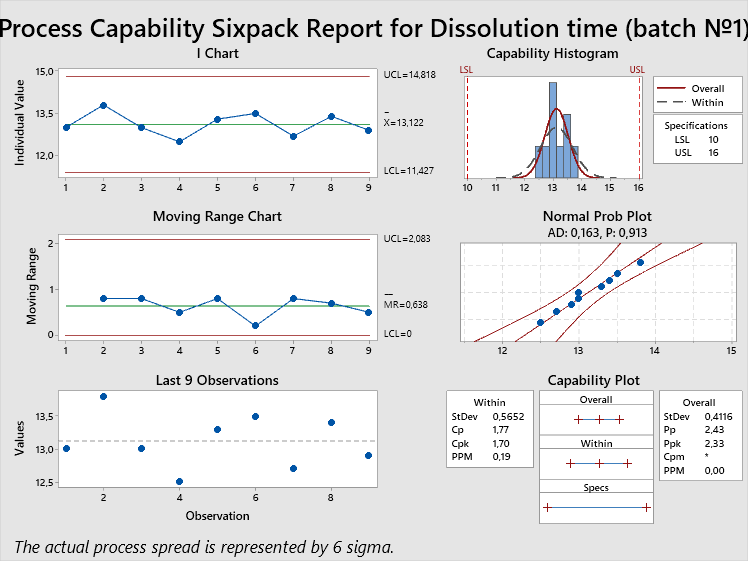 Process Capability Sixpack Report for Dissolution time (batch №1)
I Chart
Individual Value
15,0
13,5
12,0
1 2 3 4 5 6 7 8 9
UCL=14,818
X=13,122
LCL=11,427
Capability Histogram
LSL USL
10 11 12 13 14 15 16
Overall
Within
Specifications
LSL 10
USL 16
Moving Range Chart
Moving Range
2
1
0
1 2 3 4 5 6 7 8 9
UCL=2,083
MR=0,638
LCL=0
Normal Prob Plot
AD: 0,163, P: 0,913
12 13 14 15
Last 9 Observations
Values
13,5
13,0
12,5
2 4 6 8
Observation
Capability Plot
Within
StDev 0,5652
Cp 1,77
Cpk 1,70
PPM 0,19
Overall
Within
Specs
Overall
StDev 0,4116
Pp 2,43
Ppk 2,33
Cpm *
PPM 0,00
The actual process spread is represented by 6 sigma.